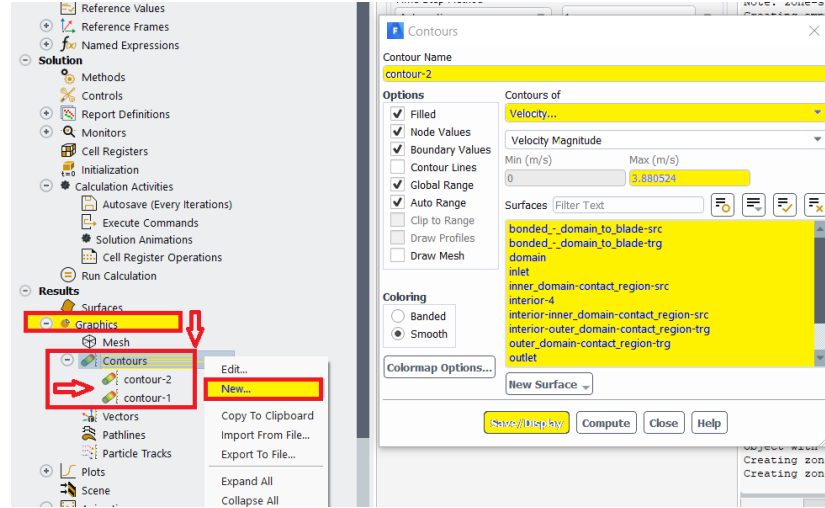 Reference Values
Reference Frames
fxx Named Expressions
Solution
Methods
Controls
Report Definitions
Monitors
Cell Registers
t=0 Initialization
Calculation Activities
Autosave (Every Iterations)
Execute Commands
Solution Animations
Cell Register Operations
Run Calculation
Results
Surfaces
Graphics
Mesh
Contours
contour-2
contour-1
Vectors
Pathlines
Particle Tracks
Plots
Scene
Edit...
New...
Copy To Clipboard
Import From File...
Export To File...
Expand All
Collapse All
Time Step Method
Contours
Contour Name
contour-2
Options
Filled
Node Values
Boundary Values
Contour Lines
Global Range
Auto Range
Clip to Range
Draw Profiles
Draw Mesh
Coloring
Banded
Smooth
Colormap Options...
Contours of
Velocity...
Velocity Magnitude
Min (m/s) Max (m/s)
0 3.880524
Surfaces Filter Text
bonded_-_domain_to_blade-src
bonded_-_domain_to_blade-trg
domain
inlet
inner_domain-contact_region-src
interior-4
interior-inner_domain-contact_region-src
interior-outer_domain-contact_region-trg
outer_domain-contact_region-trg
outlet
New Surface
Save/Display Compute Close Help
Creating zon
Creating zon